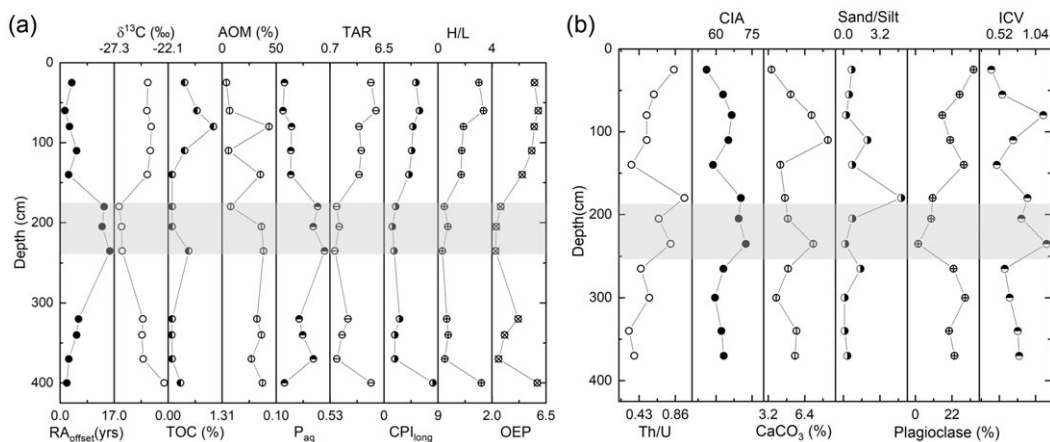 (a)
δ¹³C (‰) AOM (%) TAR H/L
-27.3 -22.1 0 50 0.7 6.5 0 4
Depth (cm)
0
100
200
300
400
0.0 17.0 0.00 1.31 0.10 0.53 0 9 2.0 6.5
RA_offset(yrs) TOC (%) P_aq CPI_long OEP
(b)
CIA Sand/Silt ICV
60 75 0.0 3.2 0.52 1.04
Depth(cm)
0
100
200
300
400
0.43 0.86 3.2 6.4 0 22
Th/U CaCO₃ (%) Plagioclase (%)